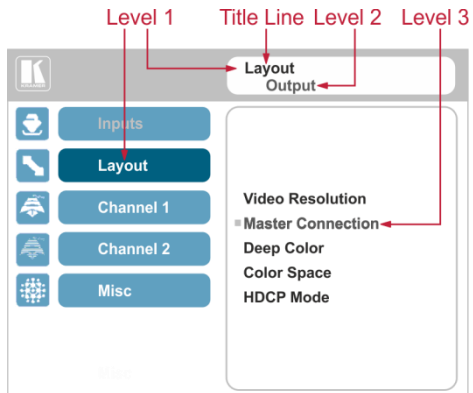 Level 1 Title Line Level 2 Level 3
KRAMER
Layout
Output
Inputs
Layout
Channel 1
Channel 2
Misc
Video Resolution
Master Connection
Deep Color
Color Space
HDCP Mode